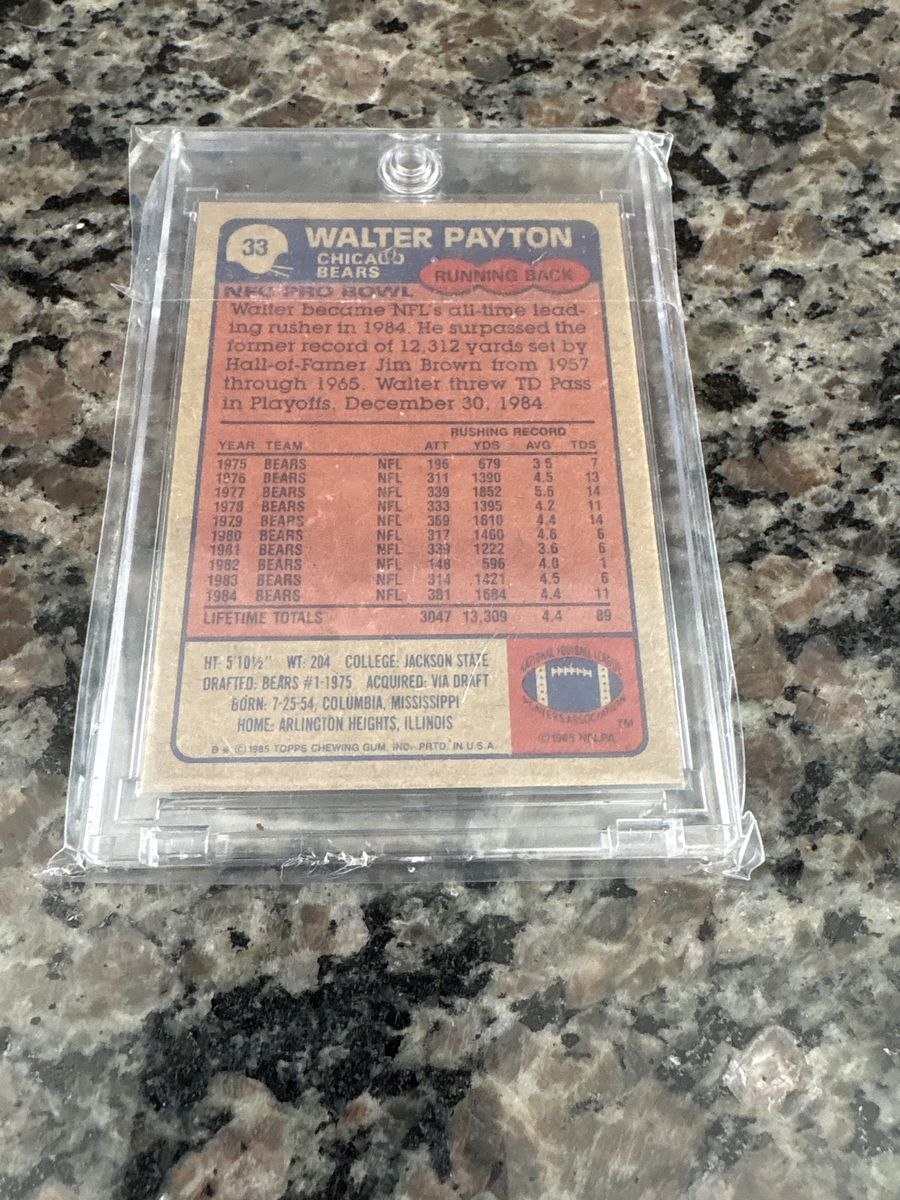 33
WALTER PAYTON
CHICAGO
BEARS
RUNNING BACK
NFC PRO BOWL
Walter became NFL's all-time lead-
ing rusher in 1984. He surpassed the
former record of 12,312 yards set by
Hall-of-Famer Jim Brown from 1957
through 1965. Walter threw TD Pass
in Playoffs, December 30, 1984
RUSHING RECORD
YEAR TEAM ATT YDS AVG TDS
1975 BEARS NFL 196 679 3.5 7
1976 BEARS NFL 311 1390 4.5 13
1977 BEARS NFL 339 1852 5.5 14
1978 BEARS NFL 333 1395 4.2 11
1979 BEARS NFL 369 1610 4.4 14
1980 BEARS NFL 317 1460 4.6 6
1981 BEARS NFL 339 1222 3.6 6
1982 BEARS NFL 148 596 4.0 1
1983 BEARS NFL 314 1421 4.5 6
1984 BEARS NFL 381 1684 4.4 11
LIFETIME TOTALS 3047 13,309 4.4 89
HT: 5'10½" WT: 204 COLLEGE: JACKSON STATE
DRAFTED: BEARS #1-1975 ACQUIRED: VIA DRAFT
BORN: 7-25-54, COLUMBIA, MISSISSIPPI
HOME: ARLINGTON HEIGHTS, ILLINOIS
B * © 1985 TOPPS CHEWING GUM, INC. PRTD. IN U.S.A.
NATIONAL FOOTBALL LEAGUE
PLAYERS ASSOCIATION
TM
© 1985 NFLPA